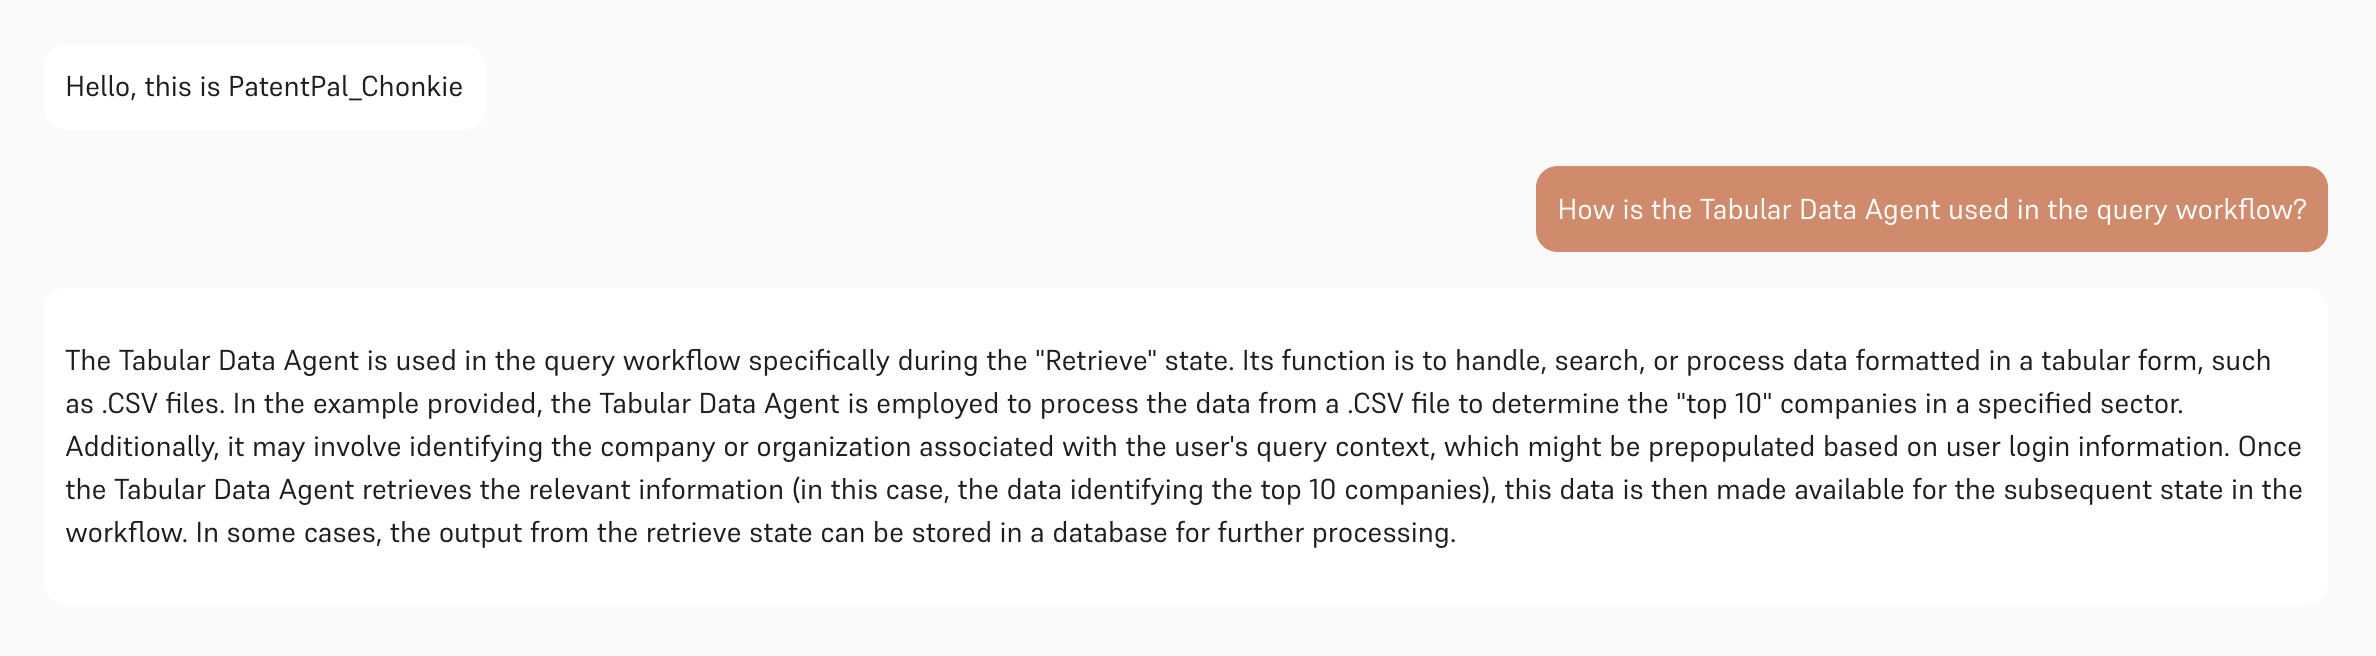 Hello, this is PatentPal_Chonkie
How is the Tabular Data Agent used in the query workflow?
The Tabular Data Agent is used in the query workflow specifically during the "Retrieve" state. Its function is to handle, search, or process data formatted in a tabular form, such
as .CSV files. In the example provided, the Tabular Data Agent is employed to process the data from a .CSV file to determine the "top 10" companies in a specified sector.
Additionally, it may involve identifying the company or organization associated with the user's query context, which might be prepopulated based on user login information. Once
the Tabular Data Agent retrieves the relevant information (in this case, the data identifying the top 10 companies), this data is then made available for the subsequent state in the
workflow. In some cases, the output from the retrieve state can be stored in a database for further processing.